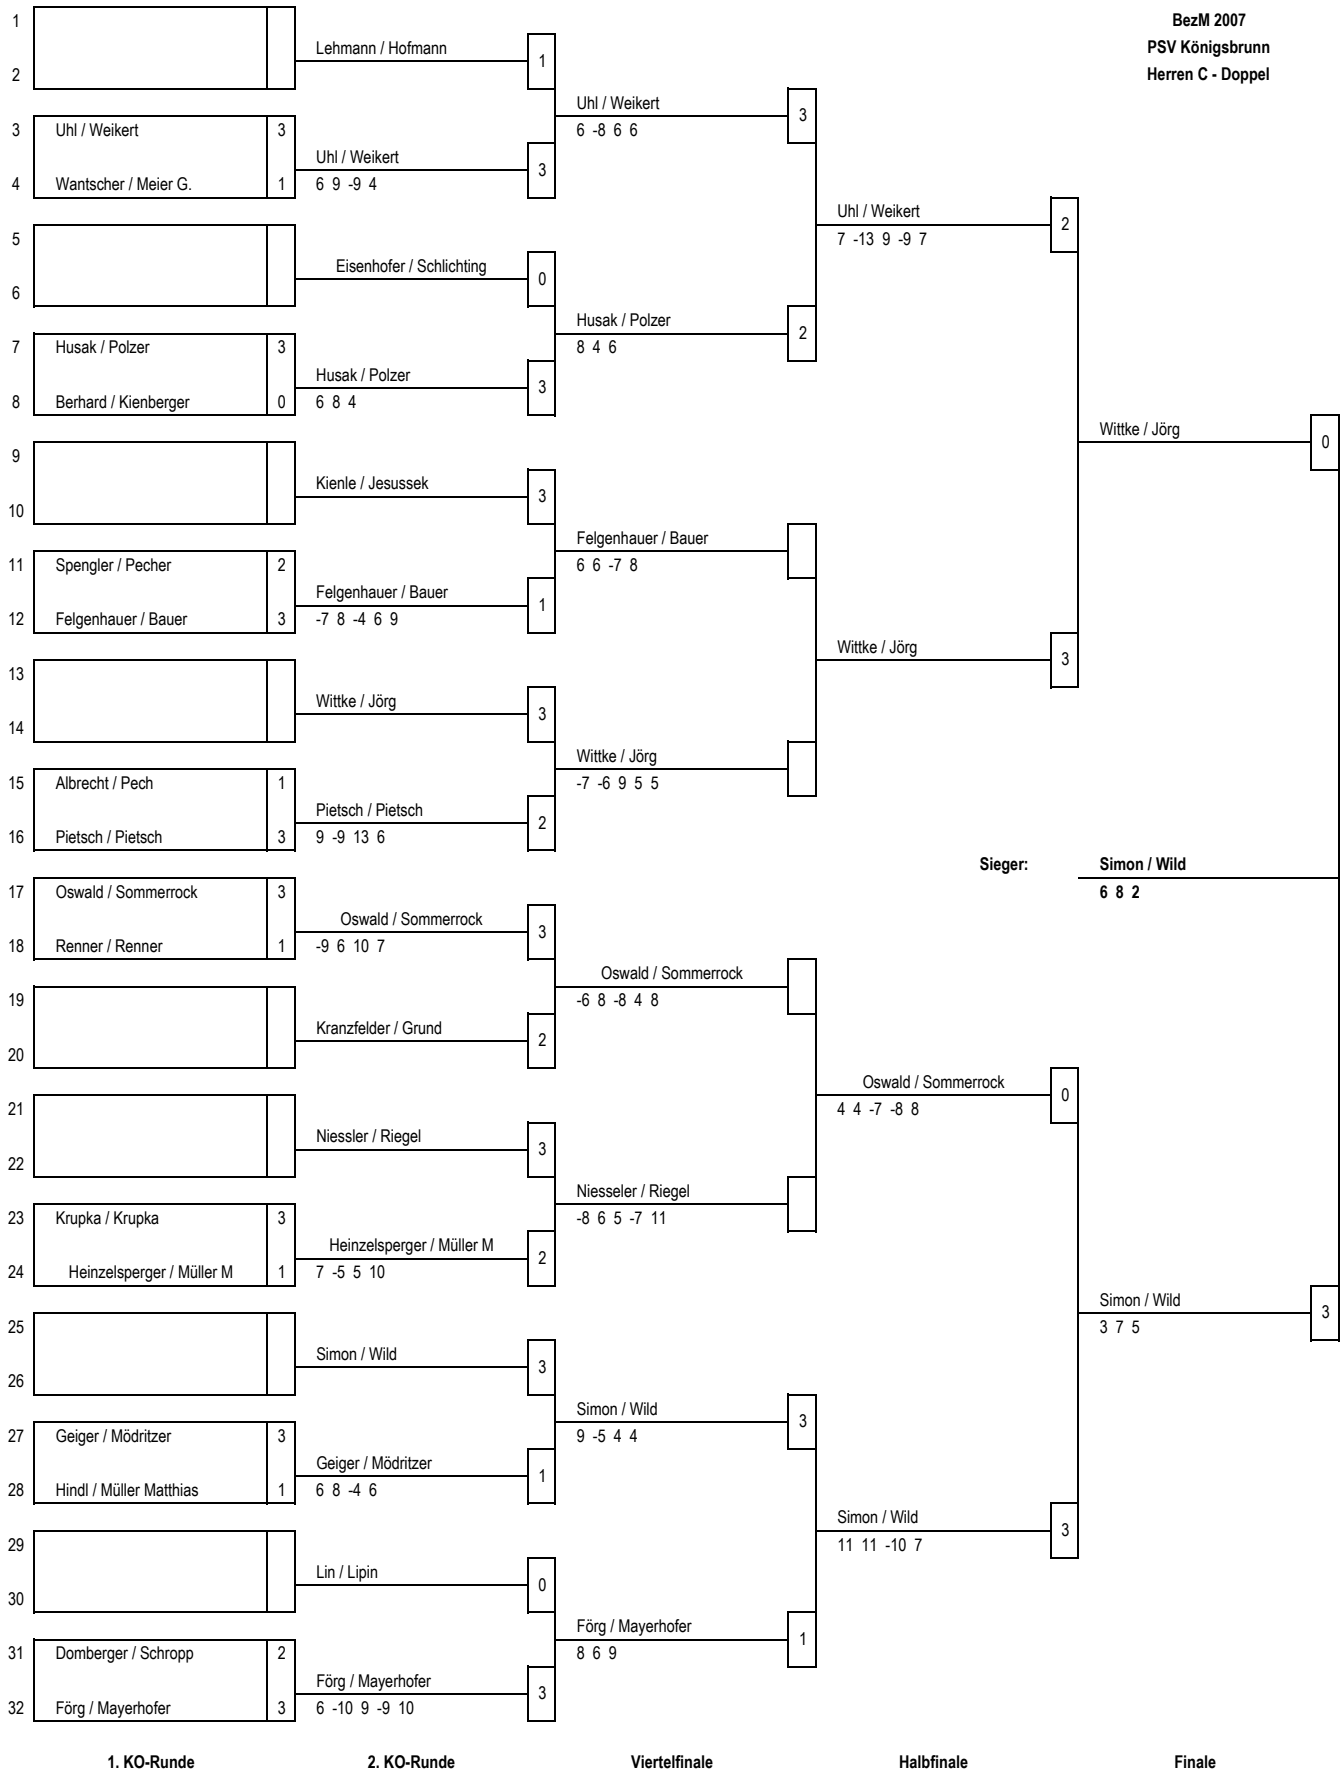 BezM 2007
PSV Königsbrunn
Herren C - Doppel
1
2
Lehmann / Hofmann 1
Uhl / Weikert 3
6 -8 6 6
3 Uhl / Weikert 3
4 Wantscher / Meier G. 1
Uhl / Weikert 3
6 9 -9 4
Uhl / Weikert 2
7 -13 9 -9 7
5
6
Eisenhofer / Schlichting 0
Husak / Polzer 2
8 4 6
7 Husak / Polzer 3
8 Berhard / Kienberger 0
Husak / Polzer 3
6 8 4
Wittke / Jörg 0
9
10
Kienle / Jesussek 3
Felgenhauer / Bauer
6 6 -7 8
11 Spengler / Pecher 2
12 Felgenhauer / Bauer 3
Felgenhauer / Bauer 1
-7 8 -4 6 9
Wittke / Jörg 3
13
14
Wittke / Jörg 3
Wittke / Jörg
-7 -6 9 5 5
15 Albrecht / Pech 1
16 Pietsch / Pietsch 3
Pietsch / Pietsch 2
9 -9 13 6
Sieger: Simon / Wild
6 8 2
17 Oswald / Sommerrock 3
18 Renner / Renner 1
Oswald / Sommerrock 3
-9 6 10 7
Oswald / Sommerrock
-6 8 -8 4 8
19
20
Kranzfelder / Grund 2
Oswald / Sommerrock 0
4 4 -7 -8 8
21
22
Niessler / Riegel 3
Niesseler / Riegel
-8 6 5 -7 11
23 Krupka / Krupka 3
24 Heinzelsperger / Müller M 1
Heinzelsperger / Müller M 2
7 -5 5 10
Simon / Wild 3
3 7 5
25
26
Simon / Wild 3
Simon / Wild 3
9 -5 4 4
27 Geiger / Mödritzer 3
28 Hindl / Müller Matthias 1
Geiger / Mödritzer 1
6 8 -4 6
Simon / Wild 3
11 11 -10 7
29
30
Lin / Lipin 0
Förg / Mayerhofer 1
8 6 9
31 Domberger / Schropp 2
32 Förg / Mayerhofer 3
Förg / Mayerhofer 3
6 -10 9 -9 10
1. KO-Runde 2. KO-Runde Viertelfinale Halbfinale Finale